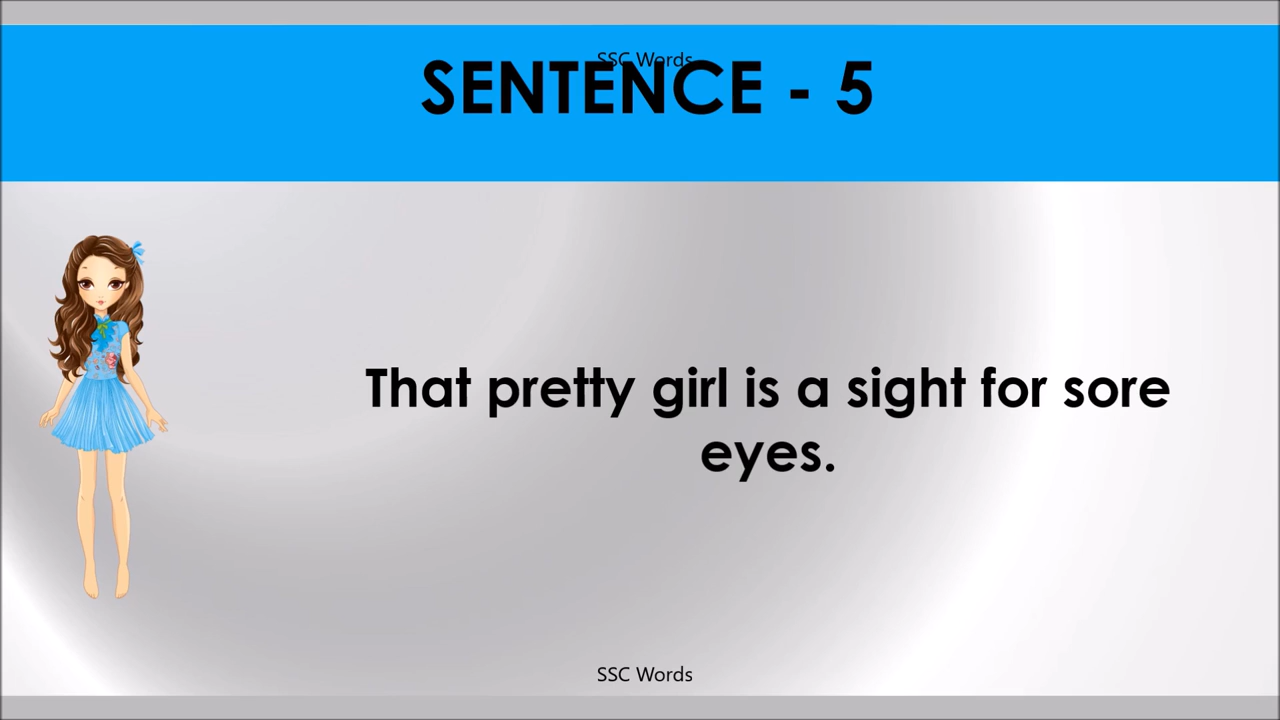 SSC Words
SENTENCE - 5
That pretty girl is a sight for sore
eyes.
SSC Words